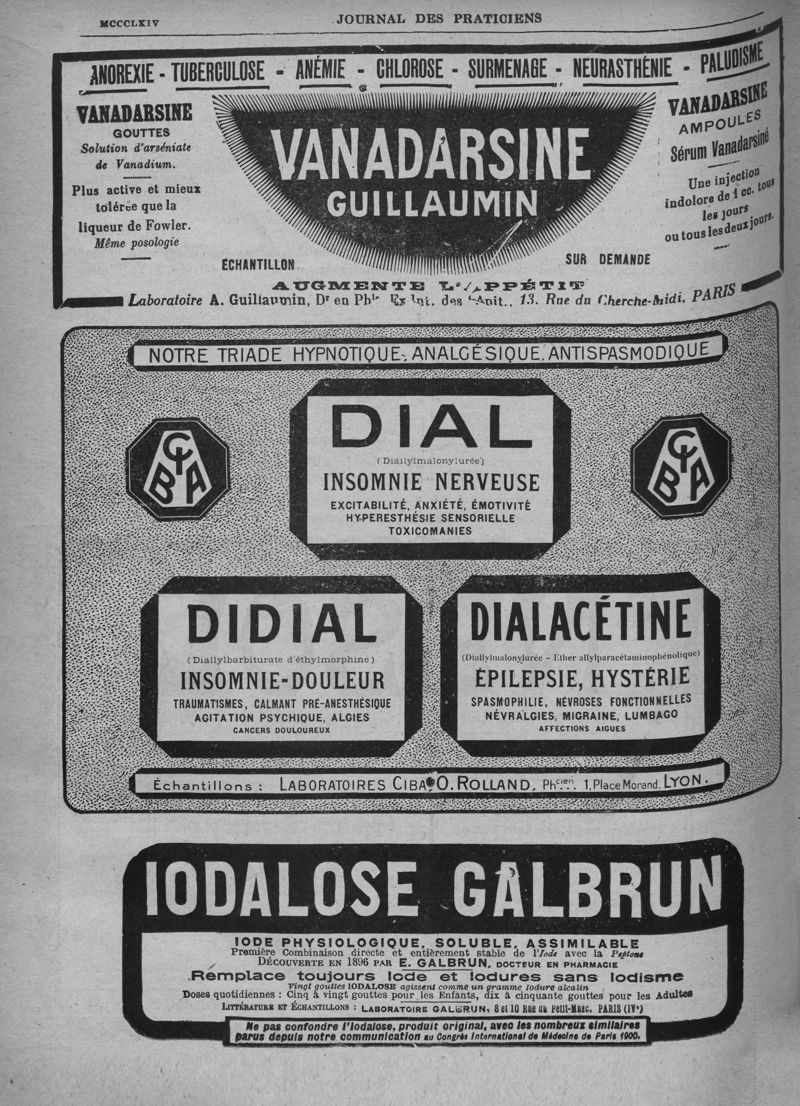 MCCCLXIV
JOURNAL DES PRATICIENS
ANOREXIE - TUBERCULOSE - ANÉMIE - CHLOROSE - SURMENAGE - NEURASTHÉNIE - PALUDISME
VANADARSINE
GOUTTES
Solution d'arséniate
de Vanadium.
Plus active et mieux
tolérée que la
liqueur de Fowler.
Même posologie
VANADARSINE
GUILLAUMIN
VANADARSINE
AMPOULES
Sérum Vanadarsiné
Une injection
indolore de 1 cc. tous
les jours
ou tous les deux jours.
ÉCHANTILLON
SUR DEMANDE
AUGMENTE L'APPÉTIT
Laboratoire A. Guillaumin, Dr en Phie Ex Int. des Hôpit., 13, Rue du Cherche-Midi, PARIS
NOTRE TRIADE HYPNOTIQUE, ANALGÉSIQUE, ANTISPASMODIQUE
CIBA
DIAL
(Diallylmalonylurée)
INSOMNIE NERVEUSE
EXCITABILITÉ, ANXIÉTÉ, ÉMOTIVITÉ
HYPERESTHÉSIE SENSORIELLE
TOXICOMANIES
CIBA
DIDIAL
(Diallylbarbiturate d'éthylmorphine)
INSOMNIE-DOULEUR
TRAUMATISMES, CALMANT PRÉ-ANESTHÉSIQUE
AGITATION PSYCHIQUE, ALGIES
CANCERS DOULOUREUX
DIALACÉTINE
(Diallylmalonylurée - Ether allylparacétaminophénolique)
ÉPILEPSIE, HYSTÉRIE
SPASMOPHILIE, NÉVROSES FONCTIONNELLES
NÉVRALGIES, MIGRAINE, LUMBAGO
AFFECTIONS AIGUES
Échantillons : LABORATOIRES CIBA O. ROLLAND, Phcien. 1, Place Morand, LYON.
IODALOSE GALBRUN
IODE PHYSIOLOGIQUE, SOLUBLE, ASSIMILABLE
Première Combinaison directe et entièrement stable de l'Iode avec la Peptone
DÉCOUVERTE EN 1896 PAR E. GALBRUN, DOCTEUR EN PHARMACIE
Remplace toujours Iode et Iodures sans Iodisme
Vingt gouttes IODALOSE agissent comme un gramme Iodure alcalin
Doses quotidiennes : Cinq à vingt gouttes pour les Enfants, dix à cinquante gouttes pour les Adultes
LITTÉRATURE ET ÉCHANTILLONS : LABORATOIRE GALBRUN, 8 et 10 Rue du Petit-Musc, PARIS (IVe)
Ne pas confondre l'Iodalose, produit original, avec les nombreux similaires
parus depuis notre communication au Congrès International de Médecine de Paris 1900.